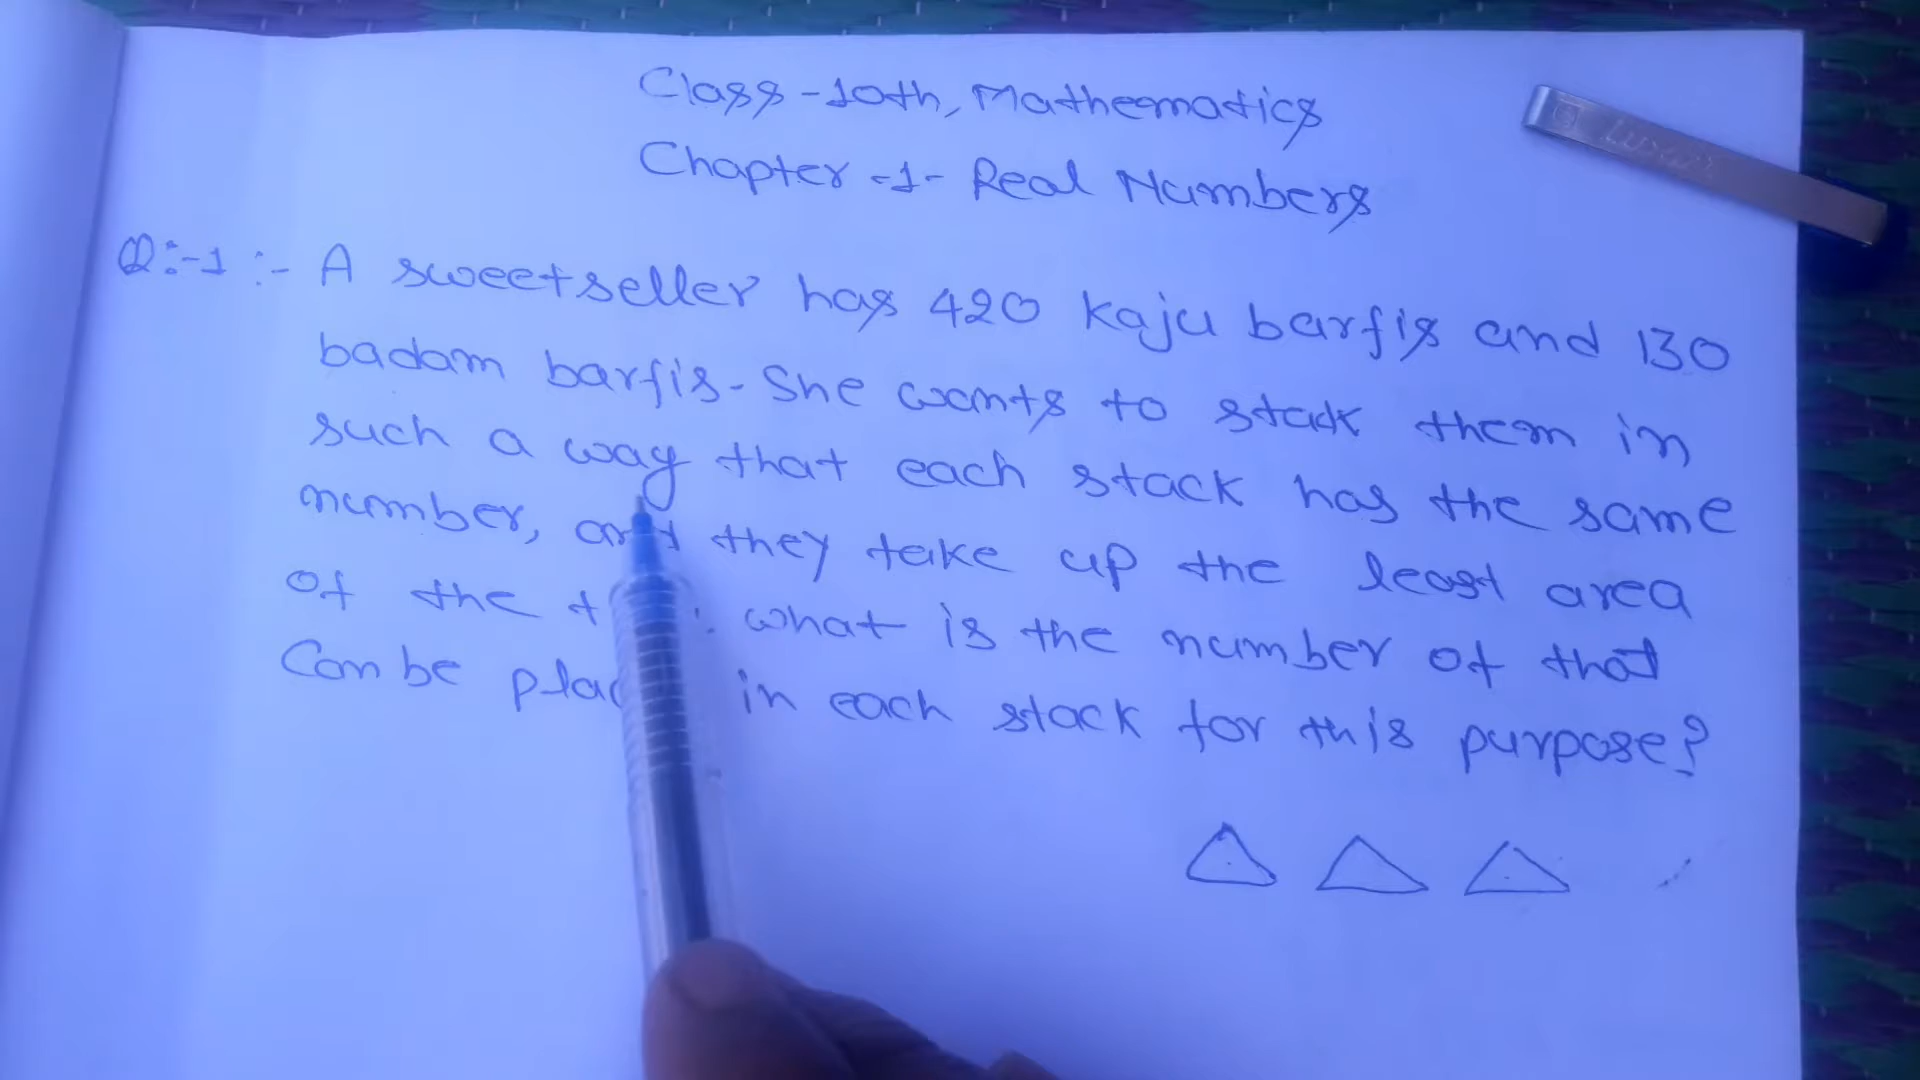 Class-10th, Mathematics
Chapter-1- Real Numbers
Q:-1:- A sweetseller has 420 kaju barfis and 130
badam barfis. She wants to stack them in
such a way that each stack has the same
number, and they take up the least area
of the what is the number of that
Can be in each stack for this purpose?